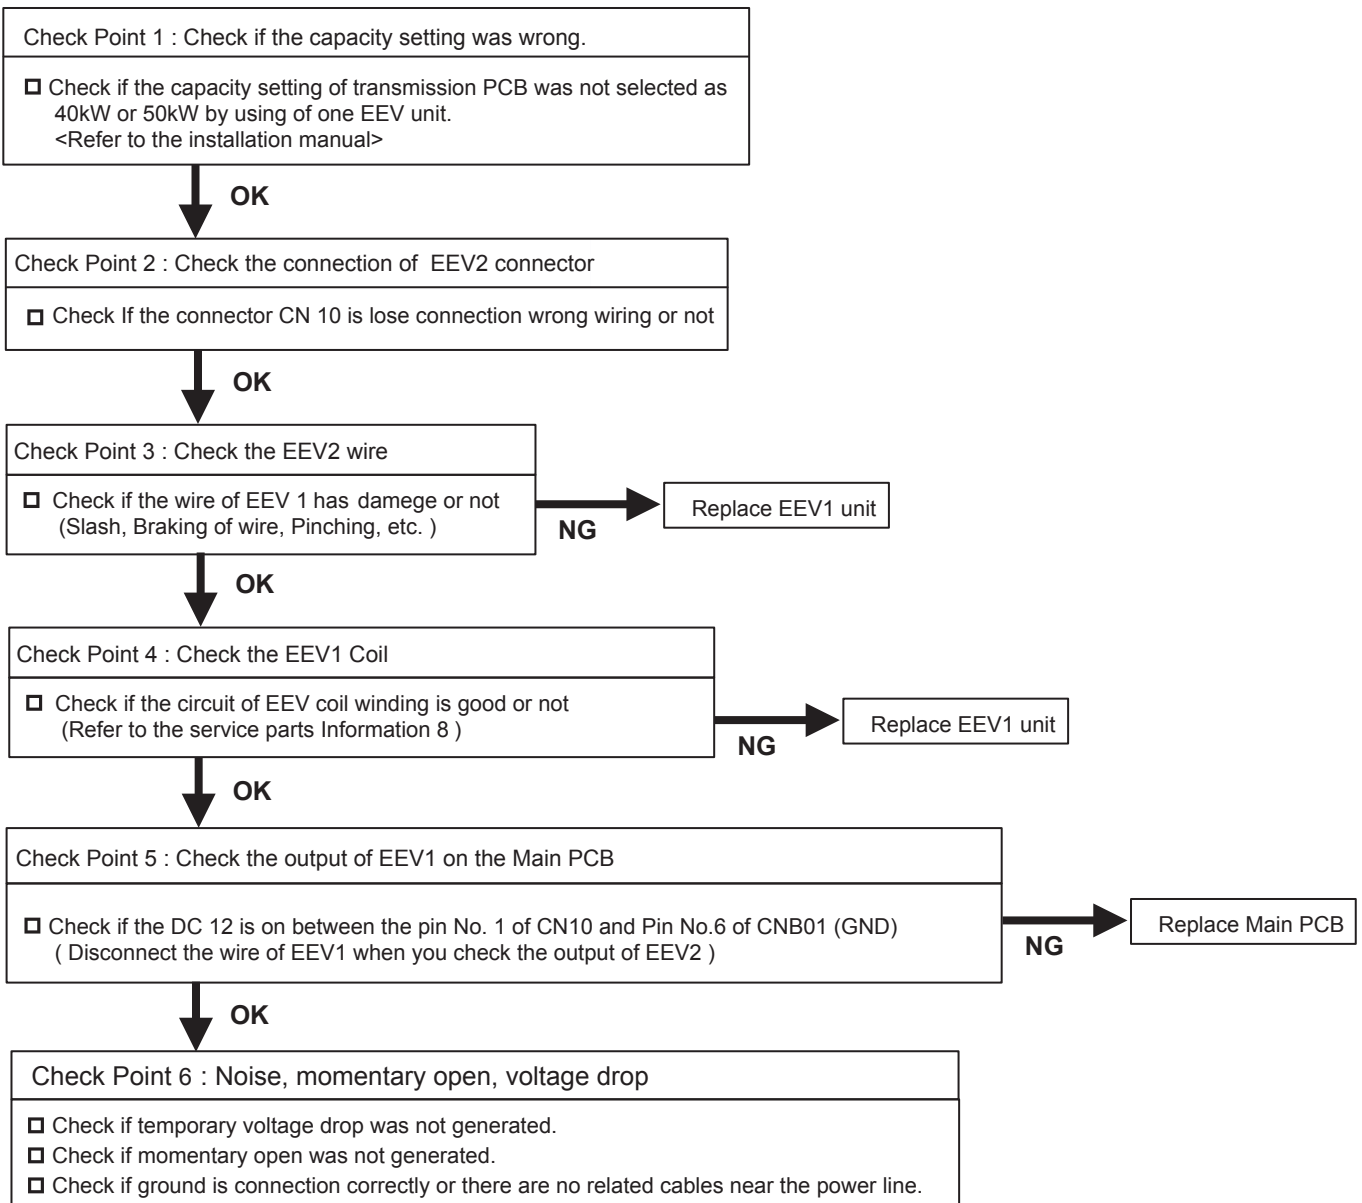 Check Point 1 : Check if the capacity setting was wrong.
Check if the capacity setting of transmission PCB was not selected as
40kW or 50kW by using of one EEV unit.
<Refer to the installation manual>
OK
Check Point 2 : Check the connection of EEV2 connector
Check If the connector CN 10 is lose connection wrong wiring or not
OK
Check Point 3 : Check the EEV2 wire
Check if the wire of EEV 1 has damege or not
(Slash, Braking of wire, Pinching, etc. )
NG
Replace EEV1 unit
OK
Check Point 4 : Check the EEV1 Coil
Check if the circuit of EEV coil winding is good or not
(Refer to the service parts Information 8 )
NG
Replace EEV1 unit
OK
Check Point 5 : Check the output of EEV1 on the Main PCB
Check if the DC 12 is on between the pin No. 1 of CN10 and Pin No.6 of CNB01 (GND)
( Disconnect the wire of EEV1 when you check the output of EEV2 )
NG
Replace Main PCB
OK
Check Point 6 : Noise, momentary open, voltage drop
Check if temporary voltage drop was not generated.
Check if momentary open was not generated.
Check if ground is connection correctly or there are no related cables near the power line.